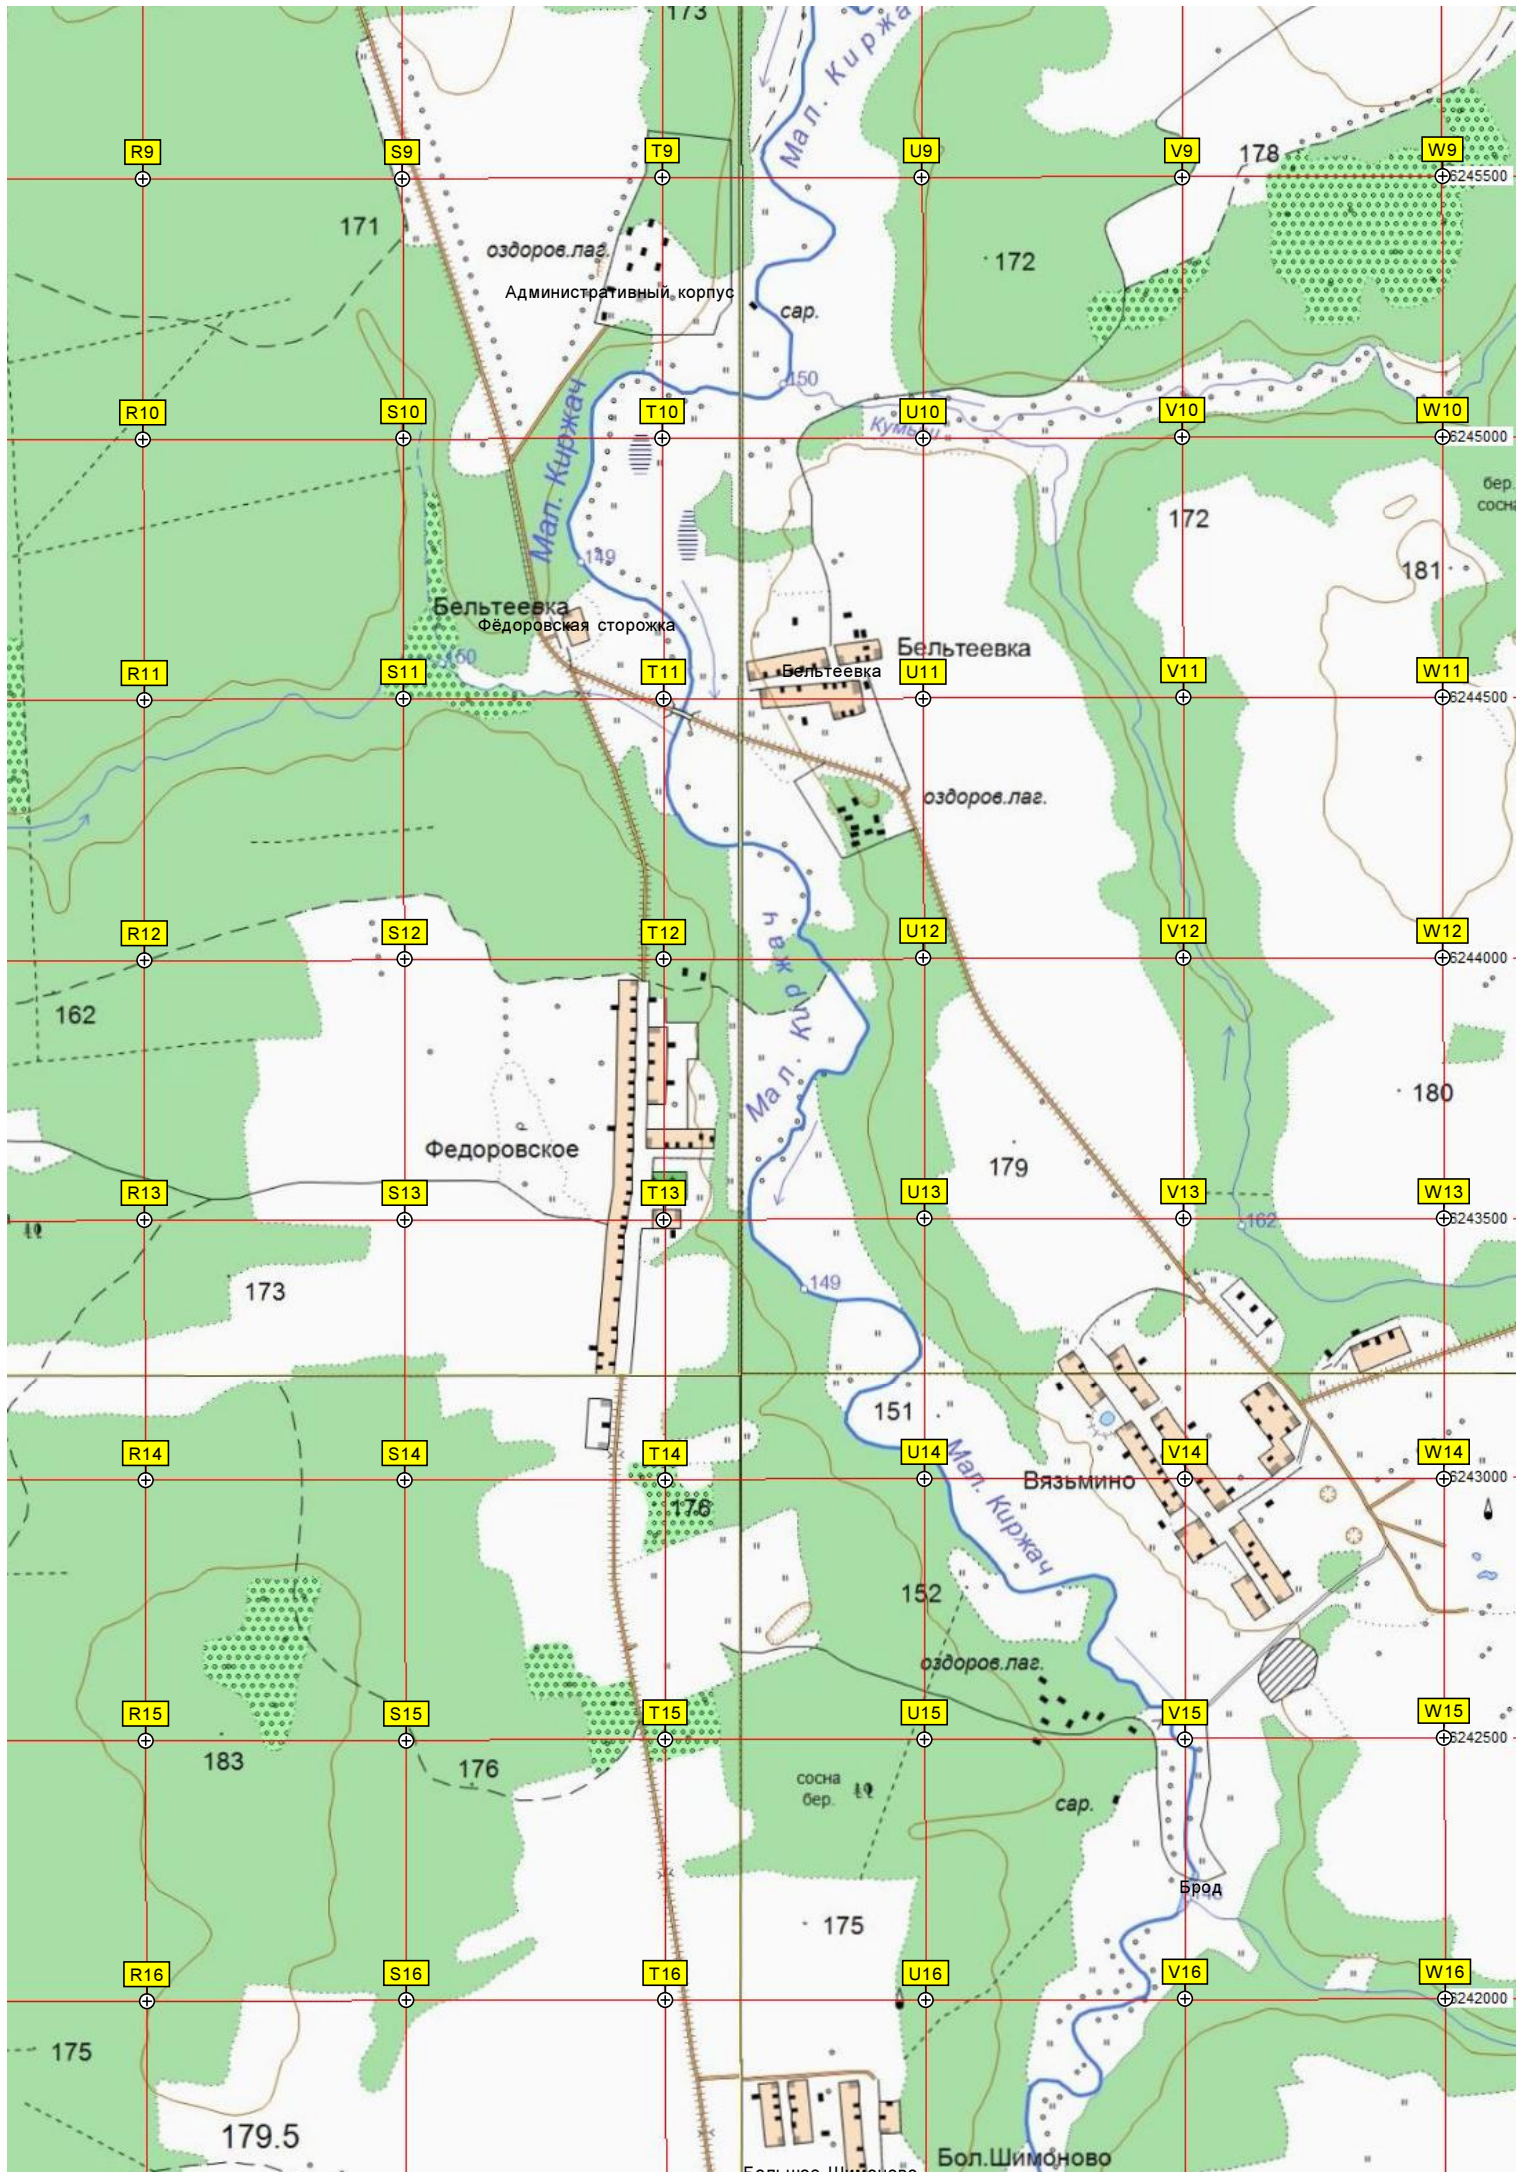 173
Мал. Киржа
R9
S9
T9
U9
V9
178
W9
6245500
171
оздоров.лаг.
172
Административный корпус
сар.
150
Мал. Киржач
R10
S10
T10
U10
V10
W10
6245000
бер.
сосна
172
149
181
Бельтеевка
Фёдоровская сторожка
Бельтеевка
150
Бельтеевка
R11
S11
T11
U11
V11
W11
6244500
оздоров.лаг.
R12
S12
T12
U12
V12
W12
6244000
162
Мал. Киржач
180
Федоровское
179
R13
S13
T13
U13
V13
W13
6243500
162
173
149
151
R14
S14
T14
U14
V14
W14
6243000
Мал. Киржач
Вязьмино
176
152
оздоров.лаг.
R15
S15
T15
U15
V15
W15
6242500
183
176
сосна
бер.
сар.
Брод
175
R16
S16
T16
U16
V16
W16
6242000
175
179.5
Бол.Шимоново